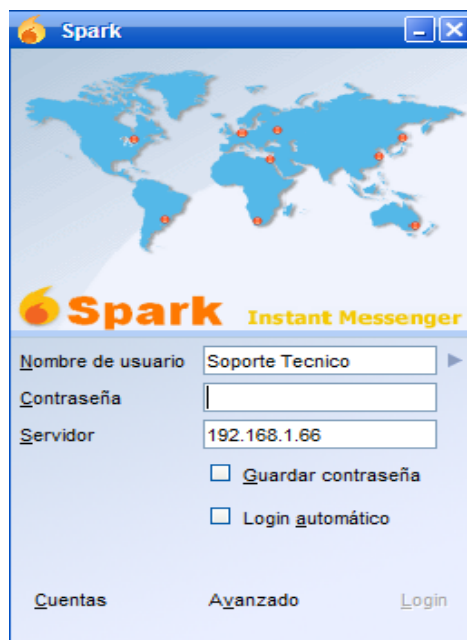 Spark
Spark Instant Messenger
Nombre de usuario Soporte Tecnico
Contraseña
Servidor 192.168.1.66
Guardar contraseña
Login automático
Cuentas Avanzado Login